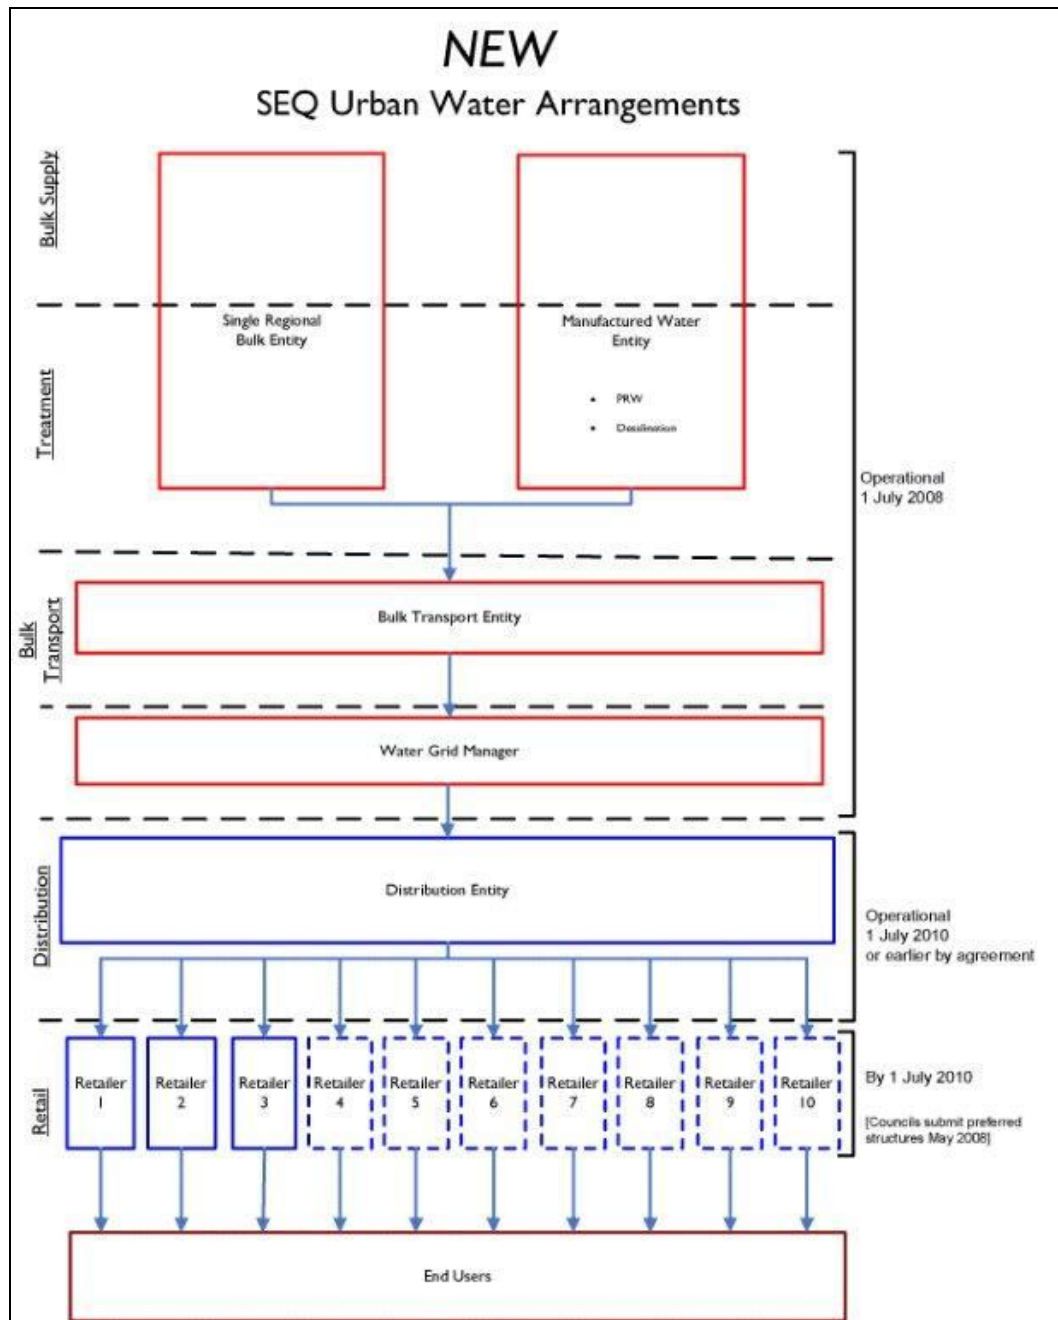 NEW
SEQ Urban Water Arrangements
Bulk Supply
Single Regional
Bulk Entity
Manufactured Water
Entity
• PRW
• Desalination
Treatment
Operational
1 July 2008
Bulk
Transport
Bulk Transport Entity
Water Grid Manager
Distribution
Distribution Entity
Operational
1 July 2010
or earlier by agreement
Retail
Retailer
1
Retailer
2
Retailer
3
Retailer
4
Retailer
5
Retailer
6
Retailer
7
Retailer
8
Retailer
9
Retailer
10
By 1 July 2010
[Councils submit preferred
structures May 2008]
End Users